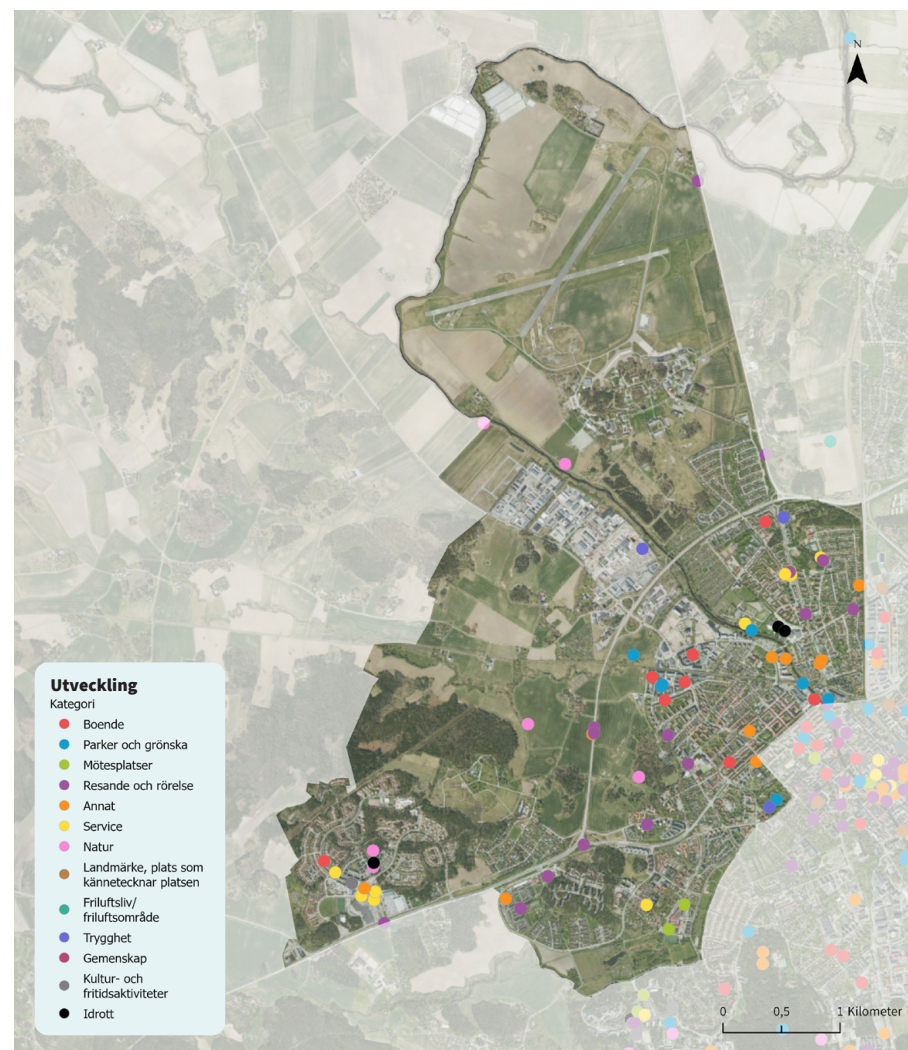 N
Utveckling
Kategori
Boende
Parker och grönska
Mötesplatser
Resande och rörelse
Annat
Service
Natur
Landmärke, plats som
kännetecknar platsen
Friluftsliv/
friluftsområde
Trygghet
Gemenskap
Kultur- och
fritidsaktiviteter
Idrott
0 0,5 1 Kilometer